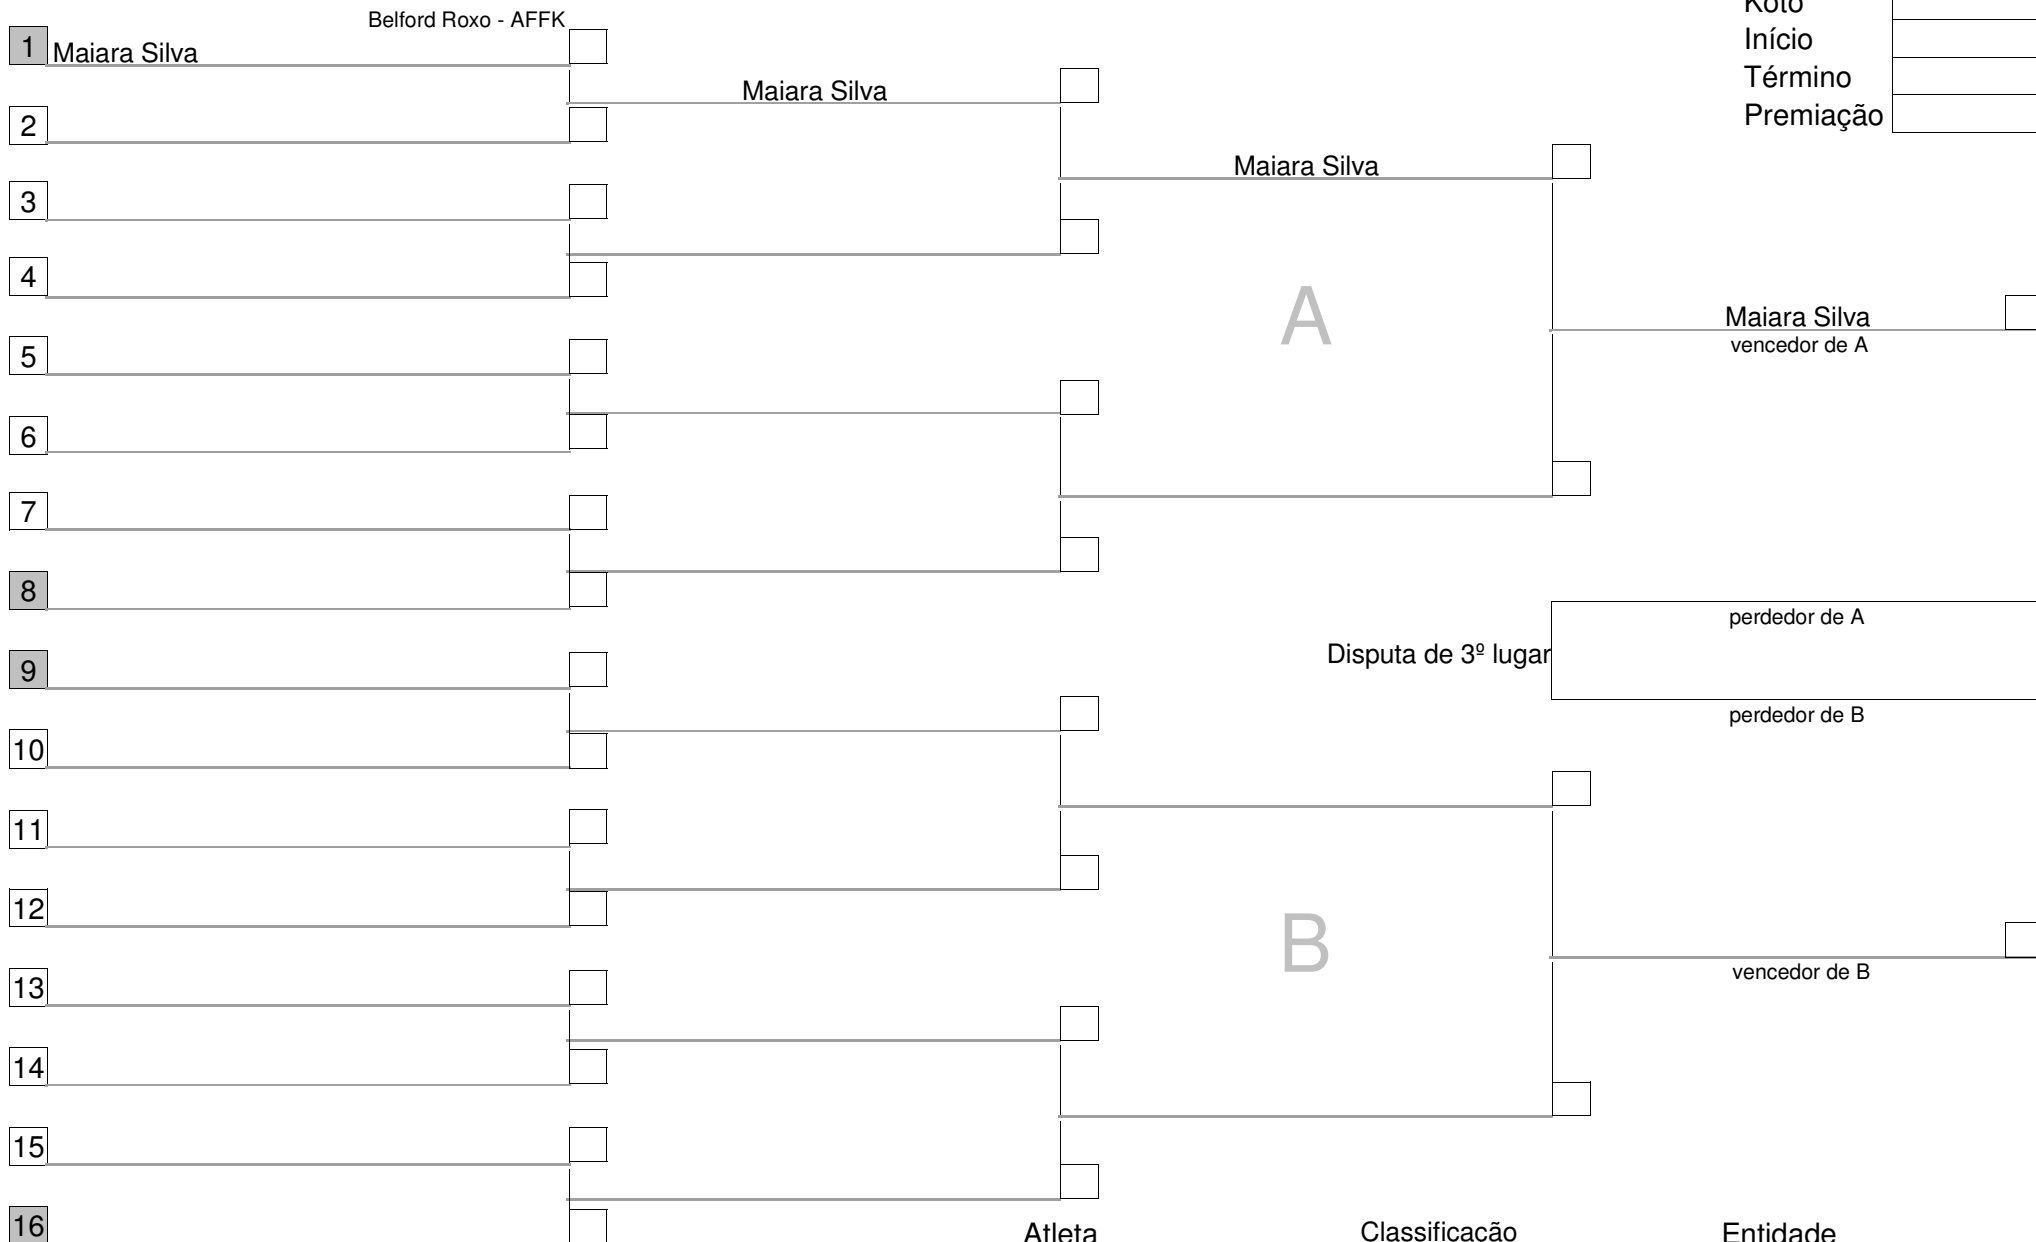 Belford Roxo - AFFK
Koto
1 Maiara Silva
Início
Maiara Silva
Término
2
Premiação
Maiara Silva
3
4
A
Maiara Silva
5
vencedor de A
6
7
8
perdedor de A
9
Disputa de 3º lugar
perdedor de B
10
11
12
B
13
vencedor de B
14
15
16
Atleta Classificação Entidade